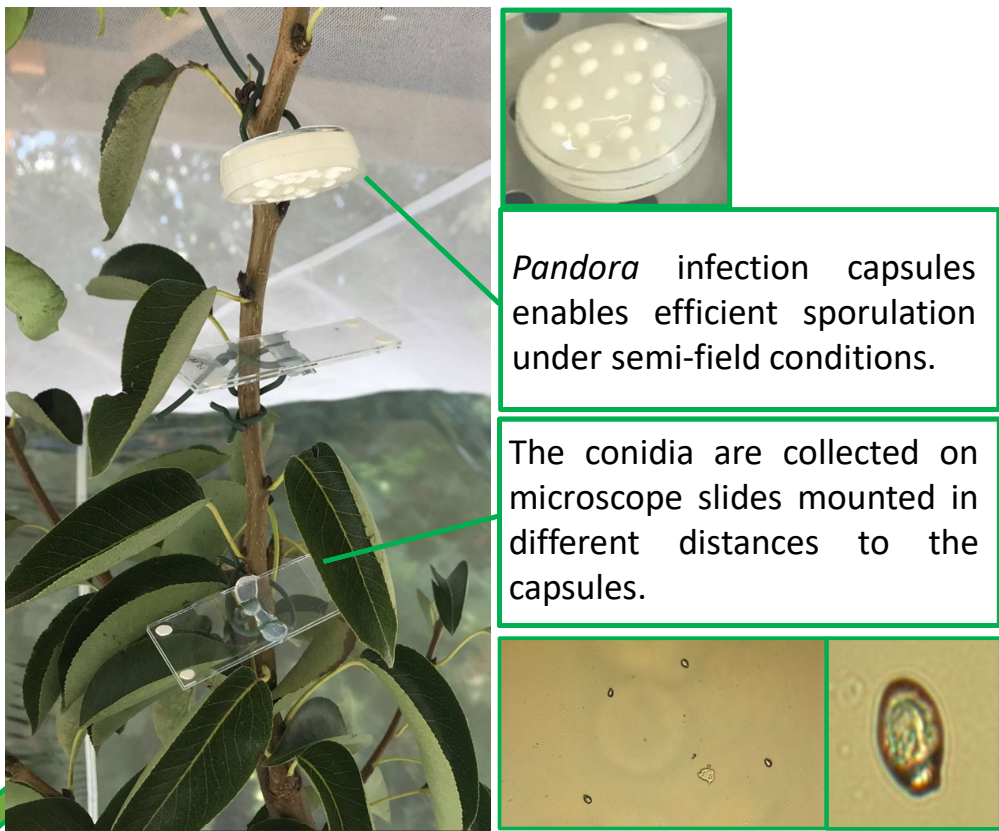 Pandora infection capsules
enables efficient sporulation
under semi-field conditions.
The conidia are collected on
microscope slides mounted in
different distances to the
capsules.